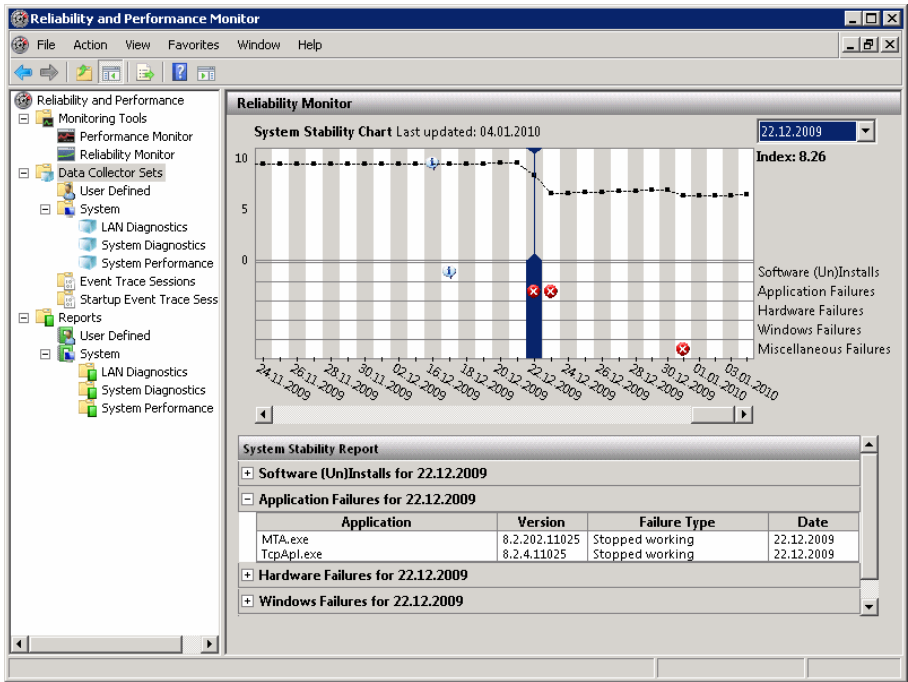 Reliability and Performance Monitor
File Action View Favorites Window Help
Reliability and Performance
Monitoring Tools
Performance Monitor
Reliability Monitor
Data Collector Sets
User Defined
System
LAN Diagnostics
System Diagnostics
System Performance
Event Trace Sessions
Startup Event Trace Sess
Reports
User Defined
System
LAN Diagnostics
System Diagnostics
System Performance
Reliability Monitor
System Stability Chart Last updated: 04.01.2010
22.12.2009
Index: 8.26
10
5
0
Software (Un)Installs
Application Failures
Hardware Failures
Windows Failures
Miscellaneous Failures
24.11.2009
26.11.2009
28.11.2009
30.11.2009
02.12.2009
16.12.2009
18.12.2009
20.12.2009
22.12.2009
24.12.2009
26.12.2009
28.12.2009
30.12.2009
01.01.2010
03.01.2010
System Stability Report
Software (Un)Installs for 22.12.2009
Application Failures for 22.12.2009
Application Version Failure Type Date
MTA.exe 8.2.202.11025 Stopped working 22.12.2009
TcpApl.exe 8.2.4.11025 Stopped working 22.12.2009
Hardware Failures for 22.12.2009
Windows Failures for 22.12.2009